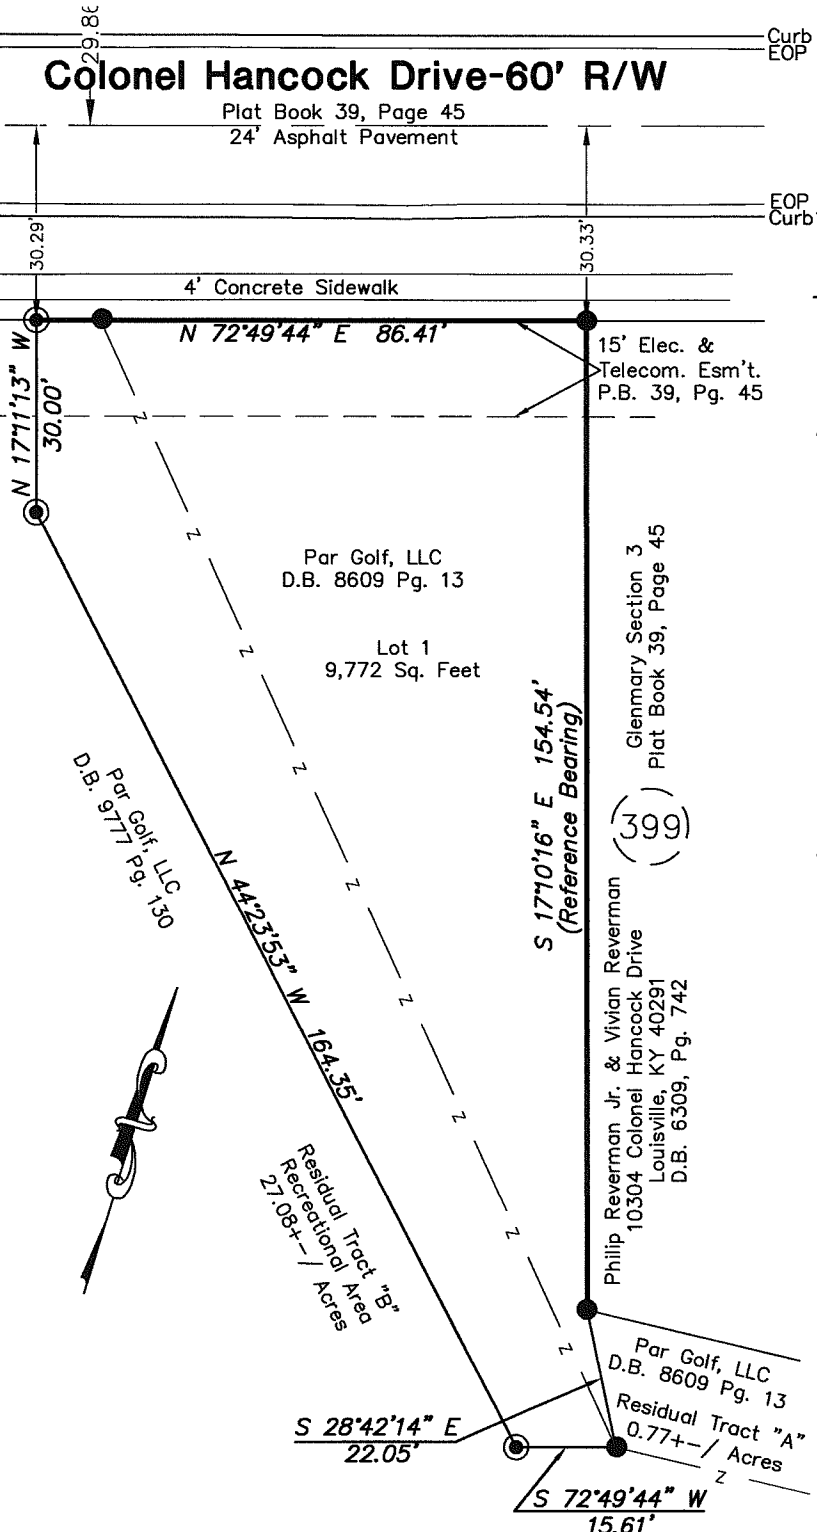 29.86
Curb
EOP
Colonel Hancock Drive-60' R/W
Plat Book 39, Page 45
24' Asphalt Pavement
EOP
Curb
30.29'
30.33'
4' Concrete Sidewalk
N 72°49'44" E 86.41'
15' Elec. &
Telecom. Esm't.
P.B. 39, Pg. 45
N 17°11'13" W
30.00'
Z
Z
Par Golf, LLC
D.B. 8609 Pg. 13
Z
Lot 1
9,772 Sq. Feet
Glenmary Section 3
Plat Book 39, Page 45
S 17°10'16" E 154.54'
(Reference Bearing)
Z
(399)
Par Golf, LLC
D.B. 9777 Pg. 130
N 44°23'53" W 164.35'
Z
Z
Z
Philip Reverman Jr. & Vivian Reverman
10304 Colonel Hancock Drive
Louisville, KY 40291
D.B. 6309, Pg. 742
Residual Tract "B"
Recreational Area
27.08+-/ Acres
Z
Z
Par Golf, LLC
D.B. 8609 Pg. 13
Residual Tract "A"
0.77+-/ Acres
Z
S 28°42'14" E
22.05'
S 72°49'44" W
15.61'